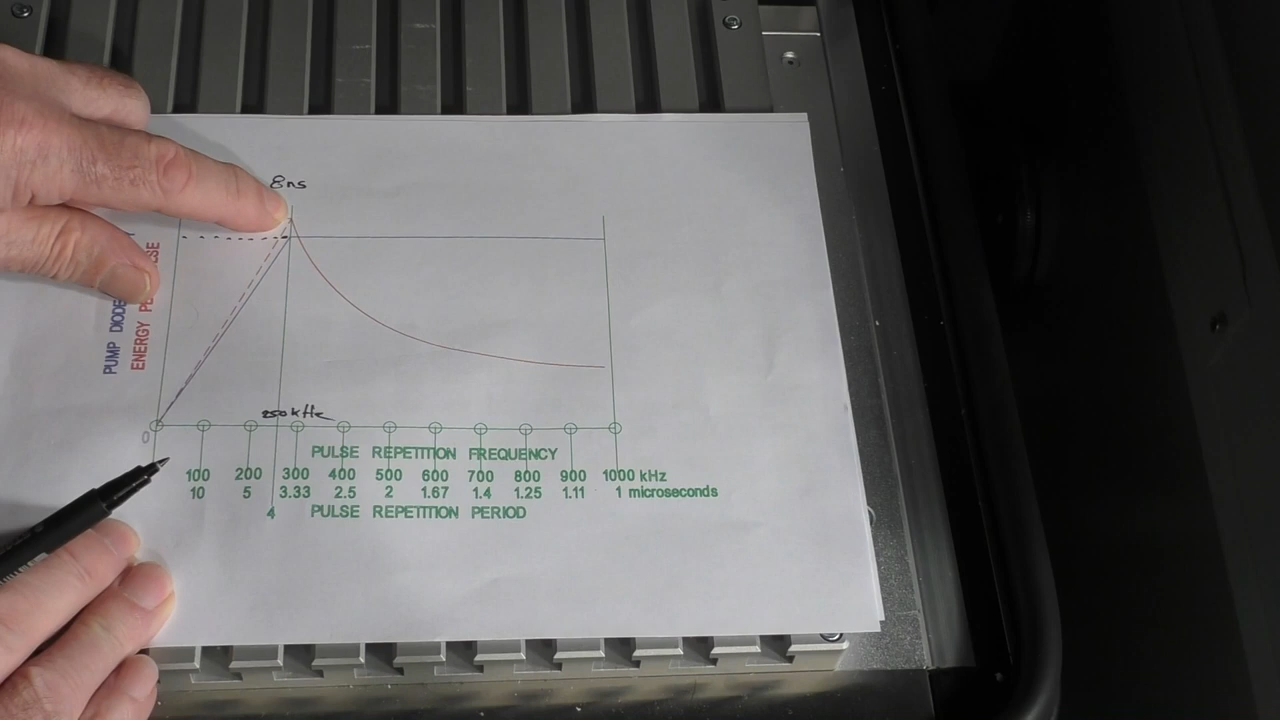 8ns
PUMP DIODE
ENERGY
250kHz
0
PULSE REPETITION FREQUENCY
100 200 300 400 500 600 700 800 900 1000 kHz
10 5 3.33 2.5 2 1.67 1.4 1.25 1.11 1 microseconds
4 PULSE REPETITION PERIOD